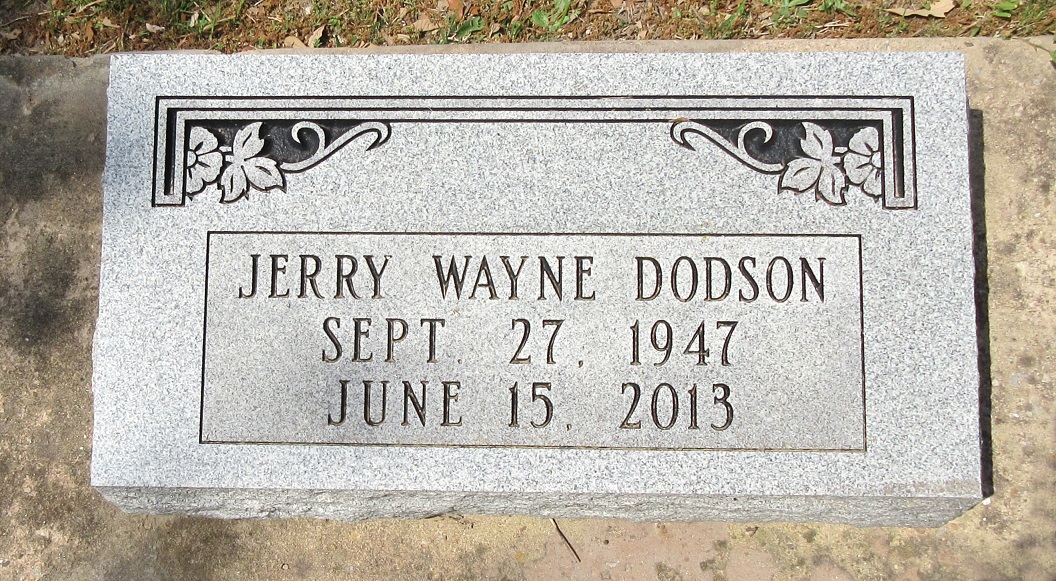 JERRY WAYNE DODSON
SEPT. 27, 1947
JUNE 15, 2013